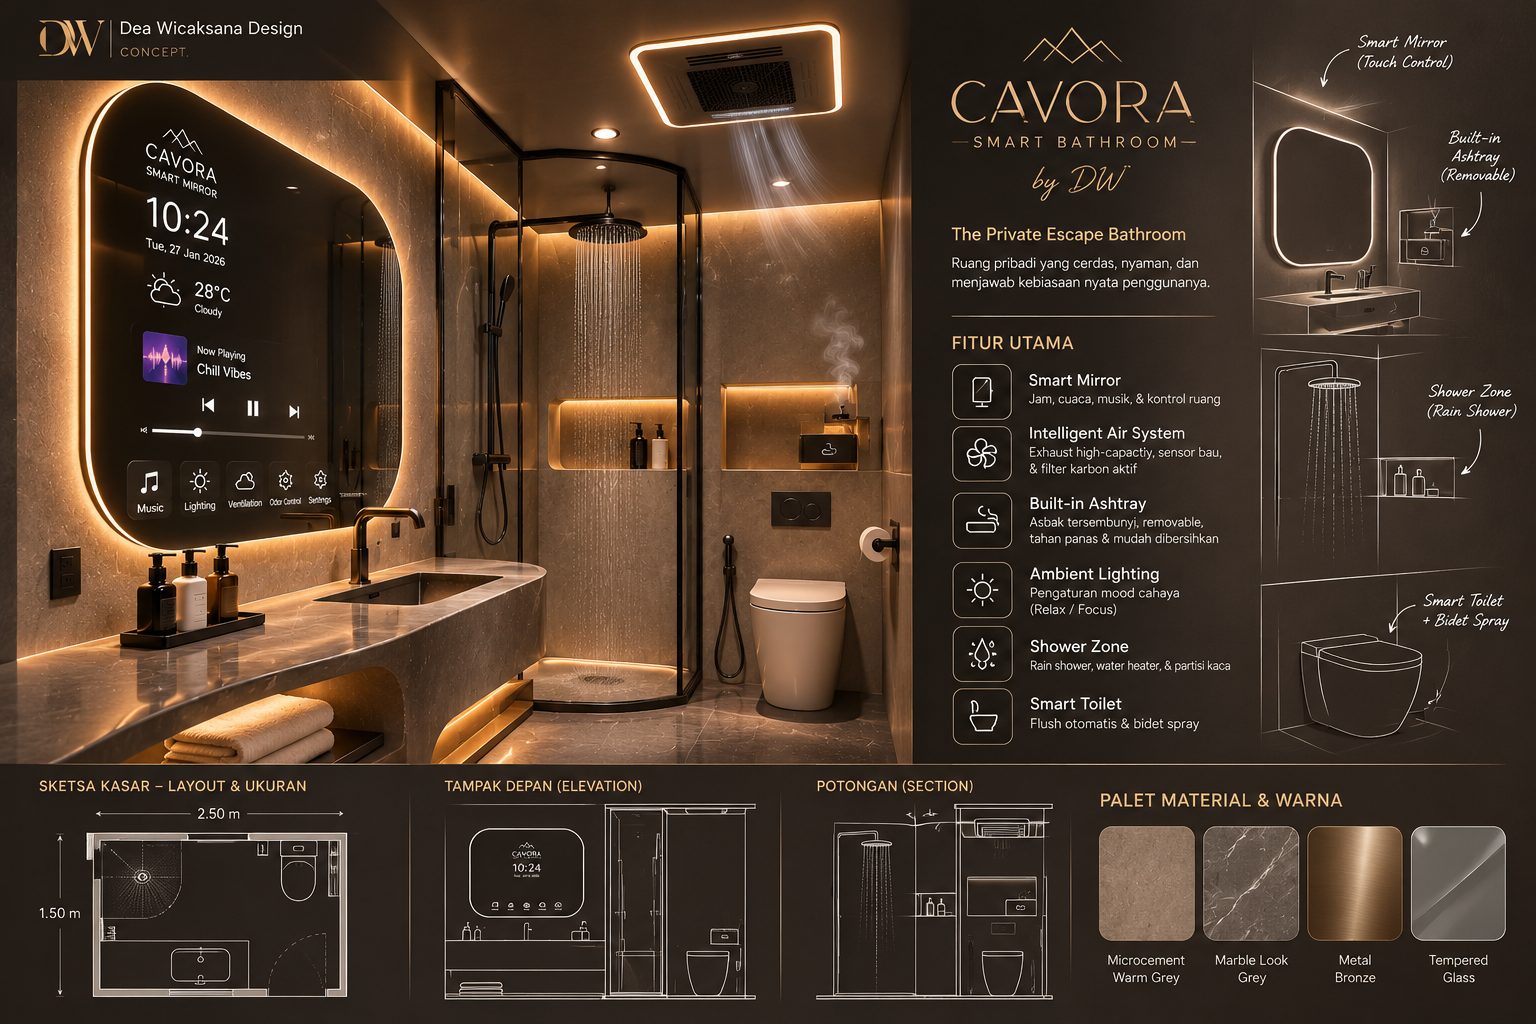 DW
Dea Wicaksana Design
CONCEPT.
CAVORA
SMART MIRROR
10:24
Tue, 27 Jan 2026
28°C
Cloudy
Now Playing
Chill Vibes
Music
Lighting
Ventilation
Odor Control
Settings
CAVORA
SMART BATHROOM
by DW
The Private Escape Bathroom
Ruang pribadi yang cerdas, nyaman, dan
menjawab kebiasaan nyata penggunanya.
FITUR UTAMA
Smart Mirror
Jam, cuaca, musik, & kontrol ruang
Intelligent Air System
Exhaust high-capactiy, sensor bau,
& filter karbon aktif
Built-in Ashtray
Asbak tersembunyi, removable,
tahan panas & mudah dibersihkan
Ambient Lighting
Pengaturan mood cahaya
(Relax / Focus)
Shower Zone
Rain shower, water heater, & partisi kaca
Smart Toilet
Flush otomatis & bidet spray
Smart Mirror
(Touch Control)
Built-in
Ashtray
(Removable)
Shower Zone
(Rain Shower)
Smart Toilet
+ Bidet Spray
SKETSA KASAR – LAYOUT & UKURAN
2.50 m
1.50 m
TAMPAK DEPAN (ELEVATION)
CAVORA
10:24
POTONGAN (SECTION)
PALET MATERIAL & WARNA
Microcement
Warm Grey
Marble Look
Grey
Metal
Bronze
Tempered
Glass